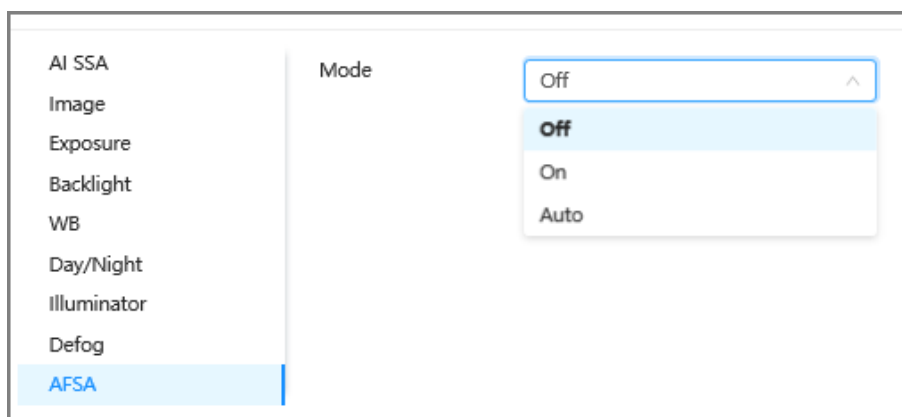 AI SSA
Image
Exposure
Backlight
WB
Day/Night
Illuminator
Defog
AFSA
Mode
Off
Off
On
Auto